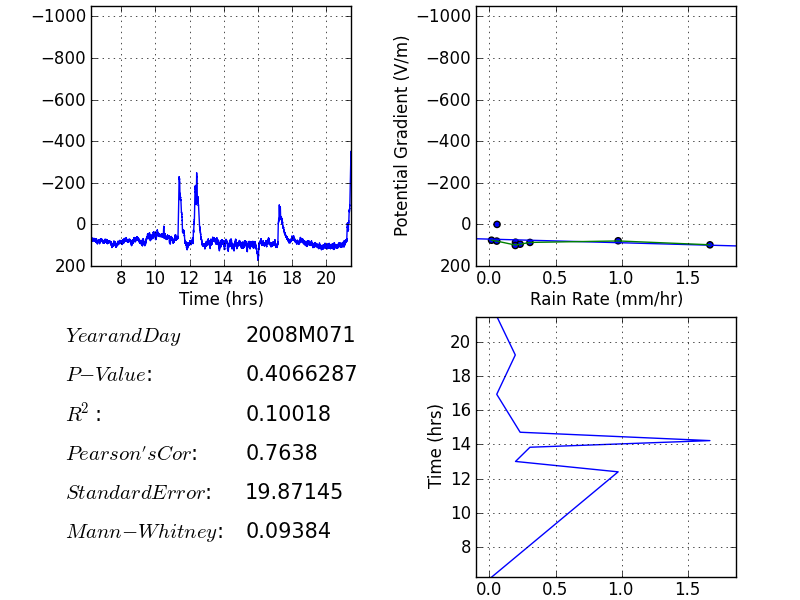 −1000
−800
−600
−400
−200
0
200
8 10 12 14 16 18 20
Time (hrs)
Potential Gradient (V/m)
−1000
−800
−600
−400
−200
0
200
0.0 0.5 1.0 1.5
Rain Rate (mm/hr)
YearandDay 2008M071
P−Value: 0.4066287
R² : 0.10018
Pearson'sCor: 0.7638
StandardError: 19.87145
Mann−Whitney: 0.09384
Time (hrs)
20
18
16
14
12
10
8
0.0 0.5 1.0 1.5